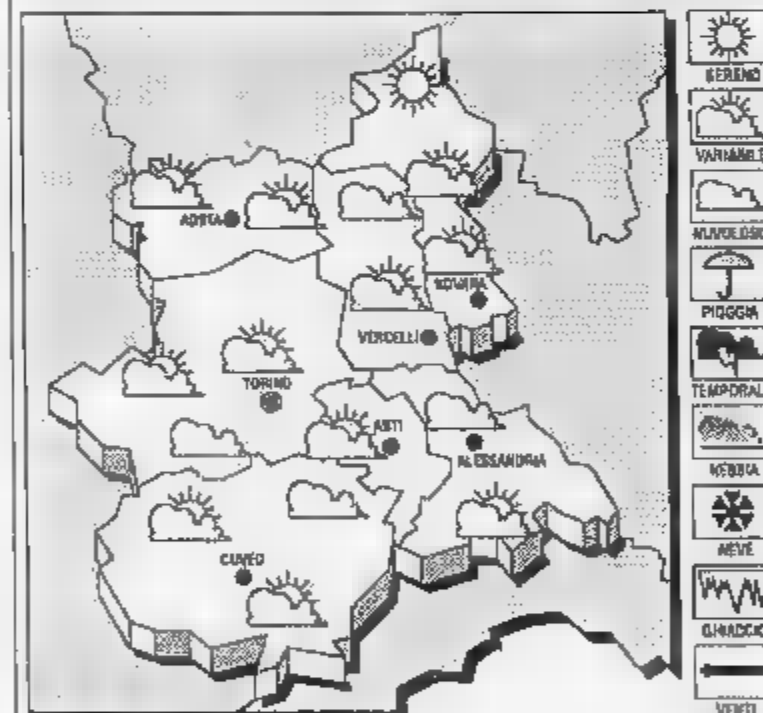 SERENO
VARIABILE
AOSTA
NUVOLOSO
NOVARA
PIOGGIA
VERCELLI
TEMPORALE
TORINO
ASTI
ALESSANDRIA
NEBBIA
NEVE
CUNEO
GHIACCIO
VENTI